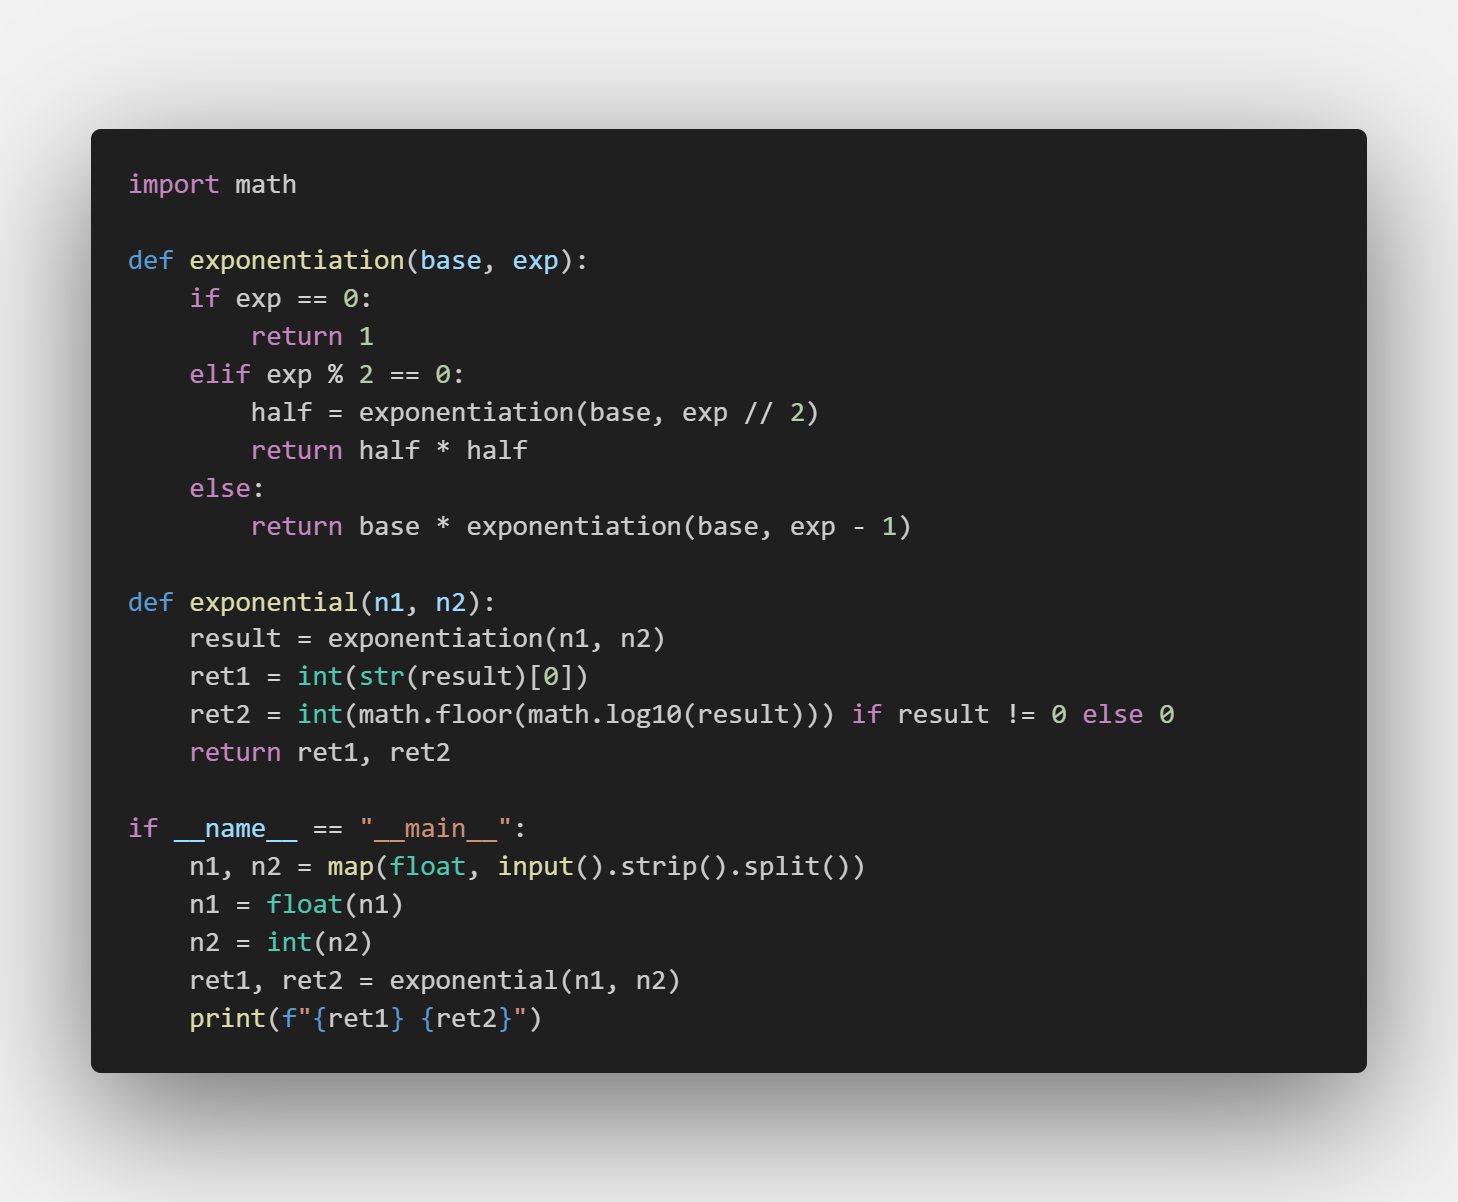 import math

def exponentiation(base, exp):
    if exp == 0:
        return 1
    elif exp % 2 == 0:
        half = exponentiation(base, exp // 2)
        return half * half
    else:
        return base * exponentiation(base, exp - 1)

def exponential(n1, n2):
    result = exponentiation(n1, n2)
    ret1 = int(str(result)[0])
    ret2 = int(math.floor(math.log10(result))) if result != 0 else 0
    return ret1, ret2

if __name__ == "__main__":
    n1, n2 = map(float, input().strip().split())
    n1 = float(n1)
    n2 = int(n2)
    ret1, ret2 = exponential(n1, n2)
    print(f"{ret1} {ret2}")